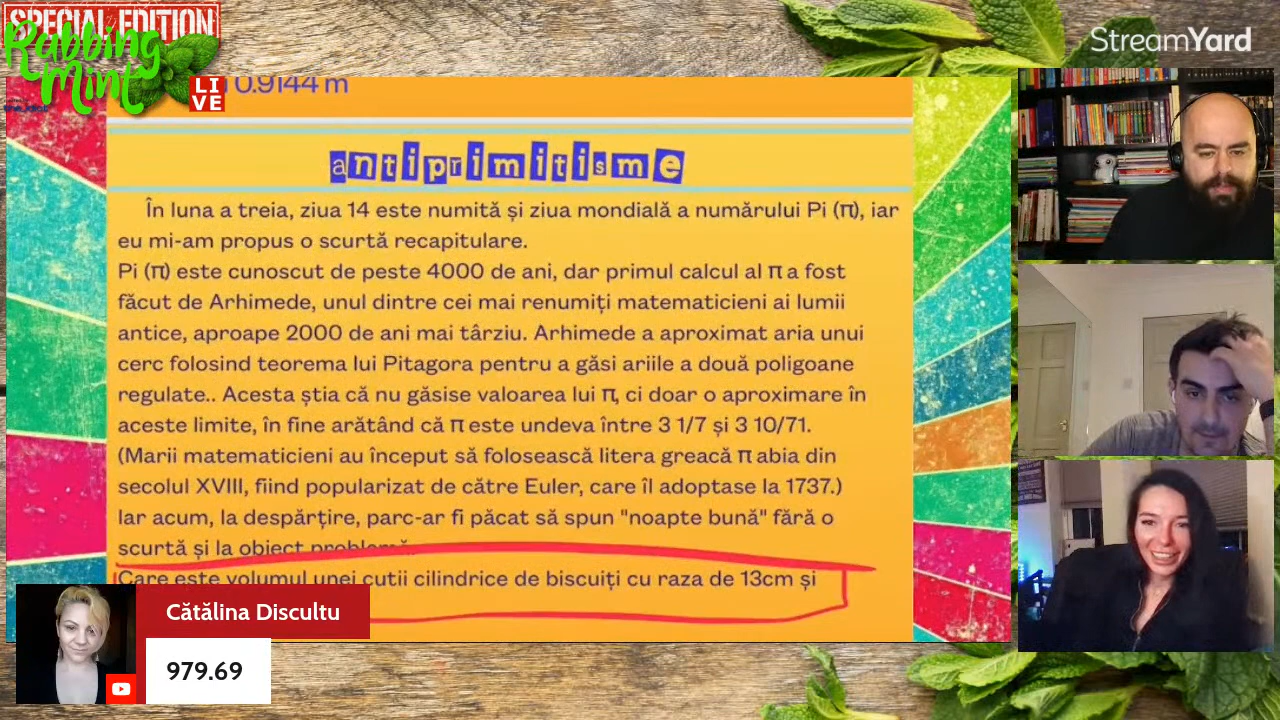 SPECIAL EDITION
Rabbing
Mint
LIVE
StreamYard
0.9144 m
antiprimitisme
În luna a treia, ziua 14 este numită și ziua mondială a numărului Pi (π), iar
eu mi-am propus o scurtă recapitulare.
Pi (π) este cunoscut de peste 4000 de ani, dar primul calcul al π a fost
făcut de Arhimede, unul dintre cei mai renumiți matematicieni ai lumii
antice, aproape 2000 de ani mai târziu. Arhimede a aproximat aria unui
cerc folosind teorema lui Pitagora pentru a găsi ariile a două poligoane
regulate.. Acesta știa că nu găsise valoarea lui π, ci doar o aproximare în
aceste limite, în fine arătând că π este undeva între 3 1/7 și 3 10/71.
(Marii matematicieni au început să folosească litera greacă π abia din
secolul XVIII, fiind popularizat de către Euler, care îl adoptase la 1737.)
Iar acum, la despărțire, parc-ar fi păcat să spun "noapte bună" fără o
scurtă și la obiect problemă.
Care este volumul unei cutii cilindrice de biscuiți cu raza de 13cm și
Cătălina Discultu
979.69